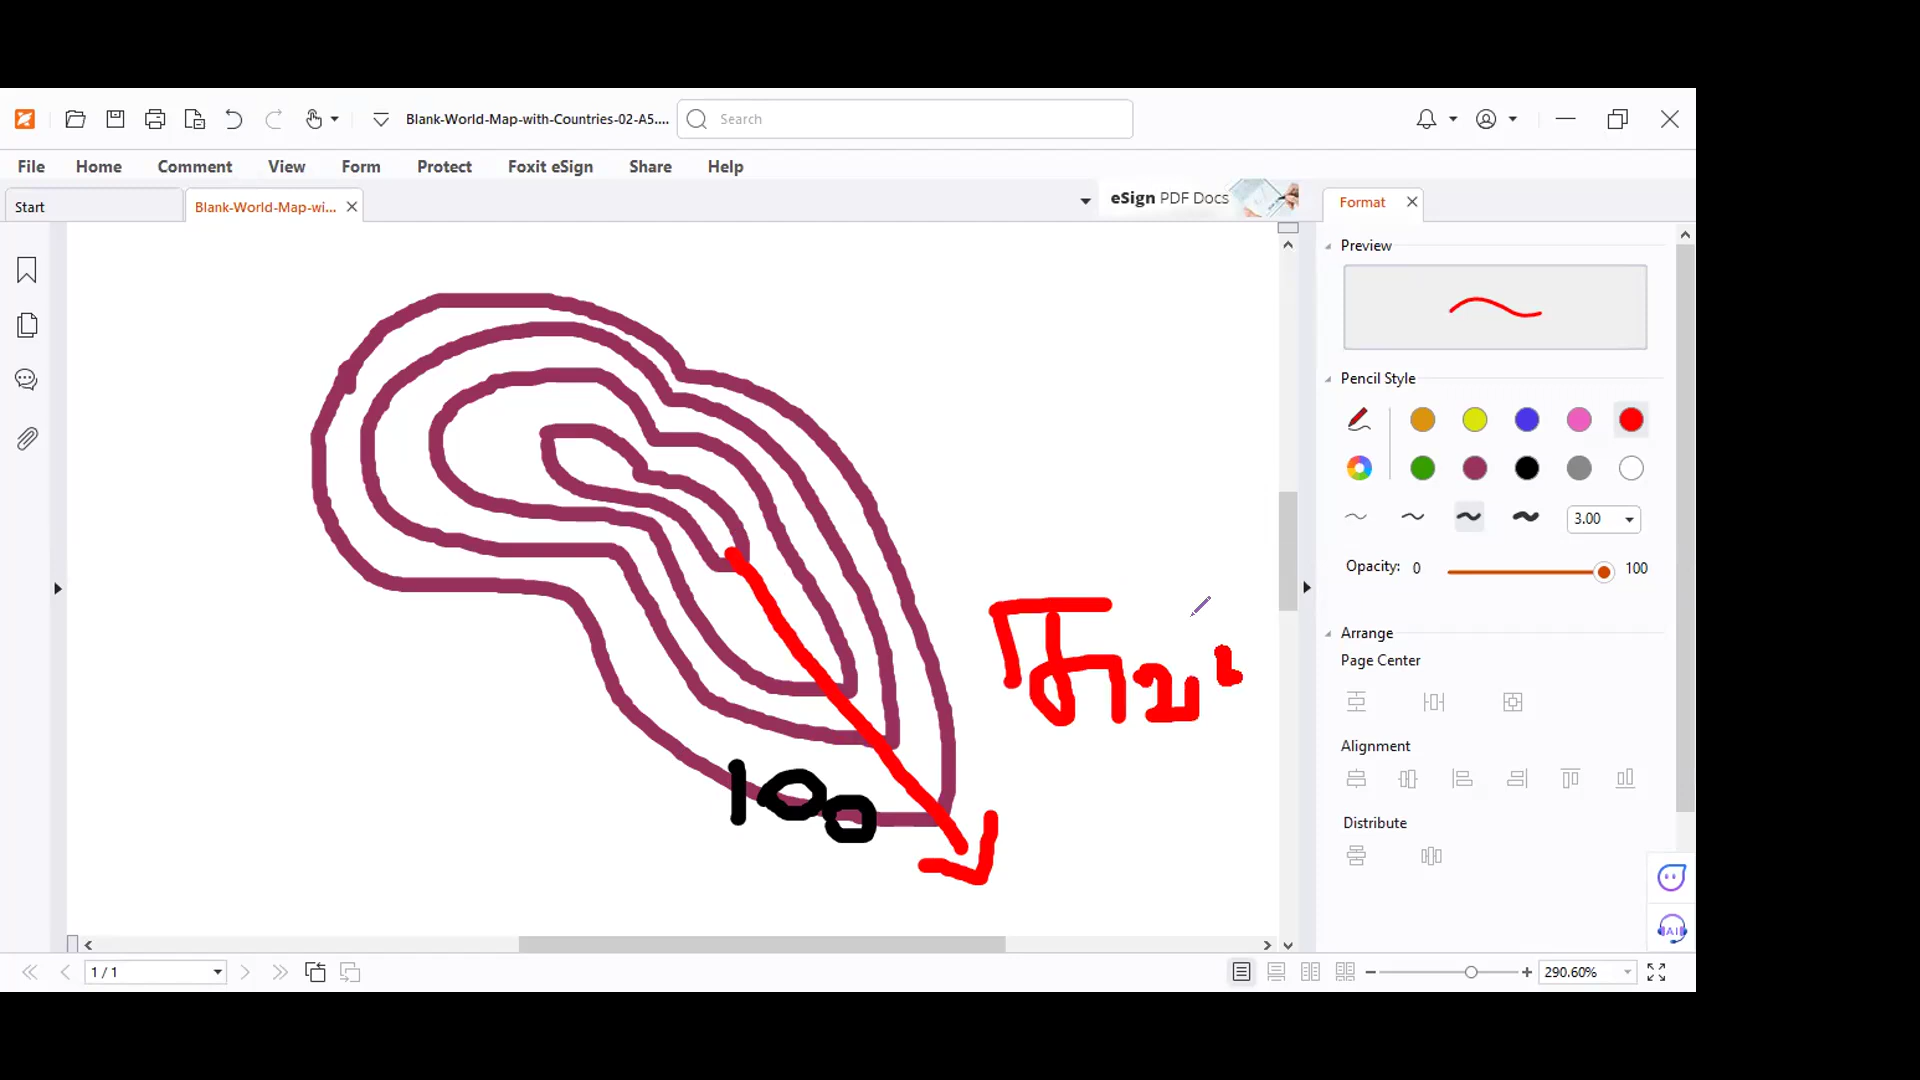 Blank-World-Map-with-Countries-02-A5....
Search
File Home Comment View Form Protect Foxit eSign Share Help
Start
Blank-World-Map-wi...
eSign PDF Docs
Format
Preview
Pencil Style
3.00
Opacity: 0 100
Arrange
Page Center
Alignment
Distribute
100
AI
1 / 1
290.60%